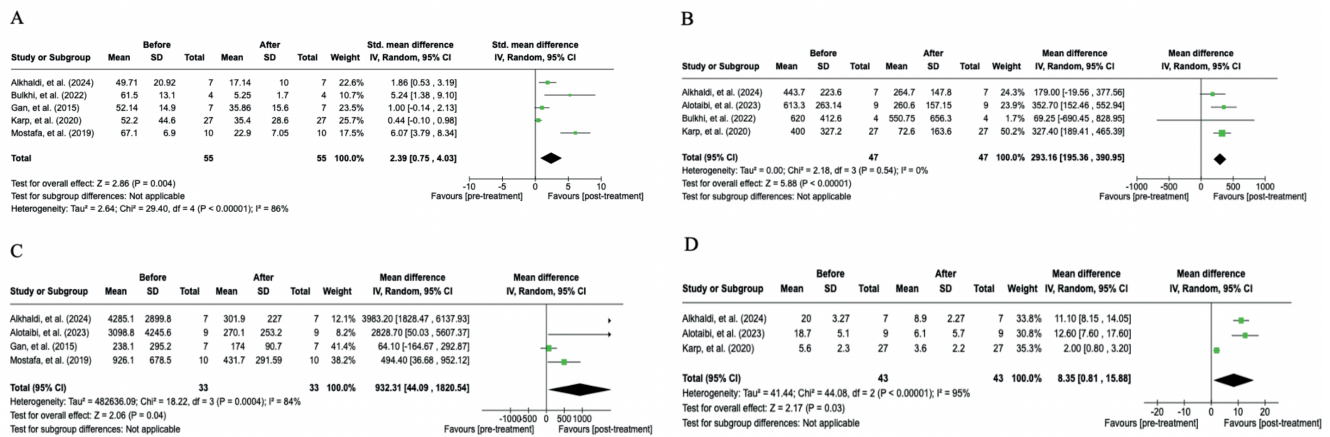 A
Before After Std. mean difference Std. mean difference
Study or Subgroup Mean SD Total Mean SD Total Weight IV, Random, 95% CI IV, Random, 95% CI
Alkhaldi, et al. (2024) 49.71 20.92 7 17.14 10 7 22.6% 1.86 [0.53 , 3.19]
Bulkhi, et al. (2022) 61.5 13.1 4 5.25 1.7 4 10.7% 5.24 [1.38 , 9.10]
Gan, et al. (2015) 52.14 14.9 7 35.86 15.6 7 23.5% 1.00 [-0.14 , 2.13]
Karp, et al. (2020) 52.2 44.6 27 35.4 28.6 27 25.7% 0.44 [-0.10 , 0.98]
Mostafa, et al. (2019) 67.1 6.9 10 22.9 7.05 10 17.5% 6.07 [3.79 , 8.34]
Total 55 55 100.0% 2.39 [0.75 , 4.03]
Test for overall effect: Z = 2.86 (P = 0.004)
Test for subgroup differences: Not applicable
Heterogeneity: Tau² = 2.64; Chi² = 29.40, df = 4 (P < 0.00001); I² = 86%
-10 -5 0 5 10
Favours [pre-treatment] Favours [post-treatment]
B
Before After Mean difference Mean difference
Study or Subgroup Mean SD Total Mean SD Total Weight IV, Random, 95% CI IV, Random, 95% CI
Alkhaldi, et al. (2024) 443.7 223.6 7 264.7 147.8 7 24.3% 179.00 [-19.56 , 377.56]
Alotaibi, et al. (2023) 613.3 263.14 9 260.6 157.15 9 24.2% 352.70 [152.46 , 552.94]
Bulkhi, et al. (2022) 620 412.6 4 550.75 656.3 4 1.7% 69.25 [-690.45 , 828.95]
Karp, et al. (2020) 400 327.2 27 72.6 163.6 27 50.2% 327.40 [189.41 , 465.39]
Total (95% CI) 47 47 100.0% 293.16 [195.36 , 390.95]
Heterogeneity: Tau² = 0.00; Chi² = 2.18, df = 3 (P = 0.54); I² = 0%
Test for overall effect: Z = 5.88 (P < 0.00001)
Test for subgroup differences: Not applicable
-1000 -500 0 500 1000
Favours [pre-treatment] Favours [post-treatment]
C
Before After Mean difference Mean difference
Study or Subgroup Mean SD Total Mean SD Total Weight IV, Random, 95% CI IV, Random, 95% CI
Alkhaldi, et al. (2024) 4285.1 2899.8 7 301.9 227 7 12.1% 3983.20 [1828.47 , 6137.93]
Alotaibi, et al. (2023) 3098.8 4245.6 9 270.1 253.2 9 8.2% 2828.70 [50.03 , 5607.37]
Gan, et al. (2015) 238.1 295.2 7 174 90.7 7 41.4% 64.10 [-164.67 , 292.87]
Mostafa, et al. (2019) 926.1 678.5 10 431.7 291.59 10 38.2% 494.40 [36.68 , 952.12]
Total (95% CI) 33 33 100.0% 932.31 [44.09 , 1820.54]
Heterogeneity: Tau² = 482636.09; Chi² = 18.22, df = 3 (P = 0.0004); I² = 84%
Test for overall effect: Z = 2.06 (P = 0.04)
Test for subgroup differences: Not applicable
-1000 -500 0 500 1000
Favours [pre-treatment] Favours [post-treatment]
D
Before After Mean difference Mean difference
Study or Subgroup Mean SD Total Mean SD Total Weight IV, Random, 95% CI IV, Random, 95% CI
Alkhaldi, et al. (2024) 20 3.27 7 8.9 2.27 7 33.8% 11.10 [8.15 , 14.05]
Alotaibi, et al. (2023) 18.7 5.1 9 6.1 5.7 9 30.8% 12.60 [7.60 , 17.60]
Karp, et al. (2020) 5.6 2.3 27 3.6 2.2 27 35.3% 2.00 [0.80 , 3.20]
Total (95% CI) 43 43 100.0% 8.35 [0.81 , 15.88]
Heterogeneity: Tau² = 41.44; Chi² = 44.08, df = 2 (P < 0.00001); I² = 95%
Test for overall effect: Z = 2.17 (P = 0.03)
Test for subgroup differences: Not applicable
-20 -10 0 10 20
Favours [pre-treatment] Favours [post-treatment]